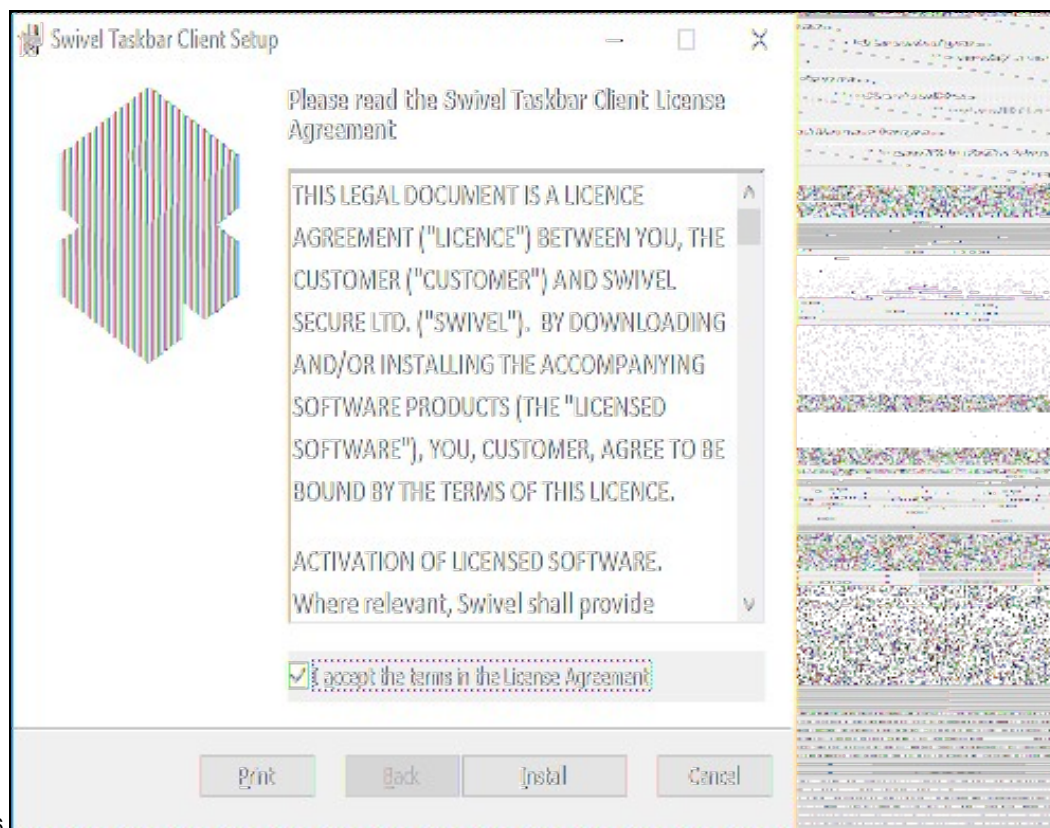 Swivel Taskbar Client Setup
Please read the Swivel Taskbar Client License
Agreement
THIS LEGAL DOCUMENT IS A LICENCE
AGREEMENT ("LICENCE") BETWEEN YOU, THE
CUSTOMER ("CUSTOMER") AND SWIVEL
SECURE LTD. ("SWIVEL").  BY DOWNLOADING
AND/OR INSTALLING THE ACCOMPANYING
SOFTWARE PRODUCTS (THE "LICENSED
SOFTWARE"), YOU, CUSTOMER, AGREE TO BE
BOUND BY THE TERMS OF THIS LICENCE.
ACTIVATION OF LICENSED SOFTWARE.
Where relevant, Swivel shall provide
I accept the terms in the License Agreement
Print Back Install Cancel